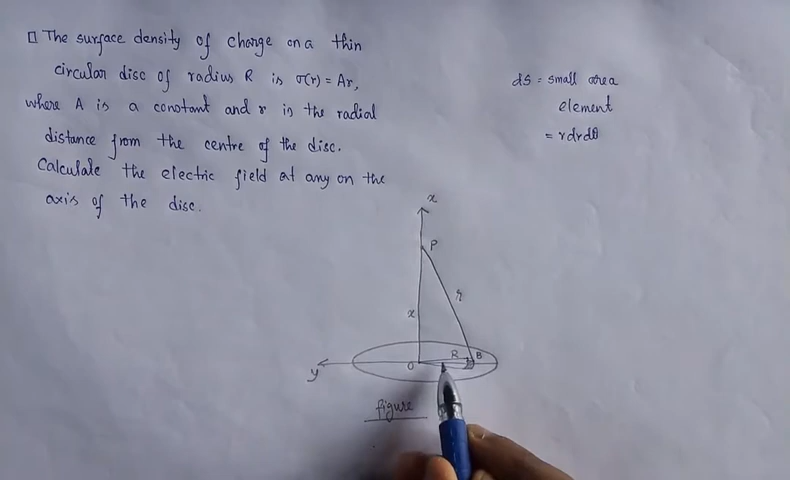 The surface density of charge on a thin
circular disc of radius R is σ(r) = Ar,
where A is a constant and r is the radial
distance from the centre of the disc.
Calculate the electric field at any on the
axis of the disc.
ds = small area
element
= rdrdθ
x
P
r
x
R
B
O
y
figure